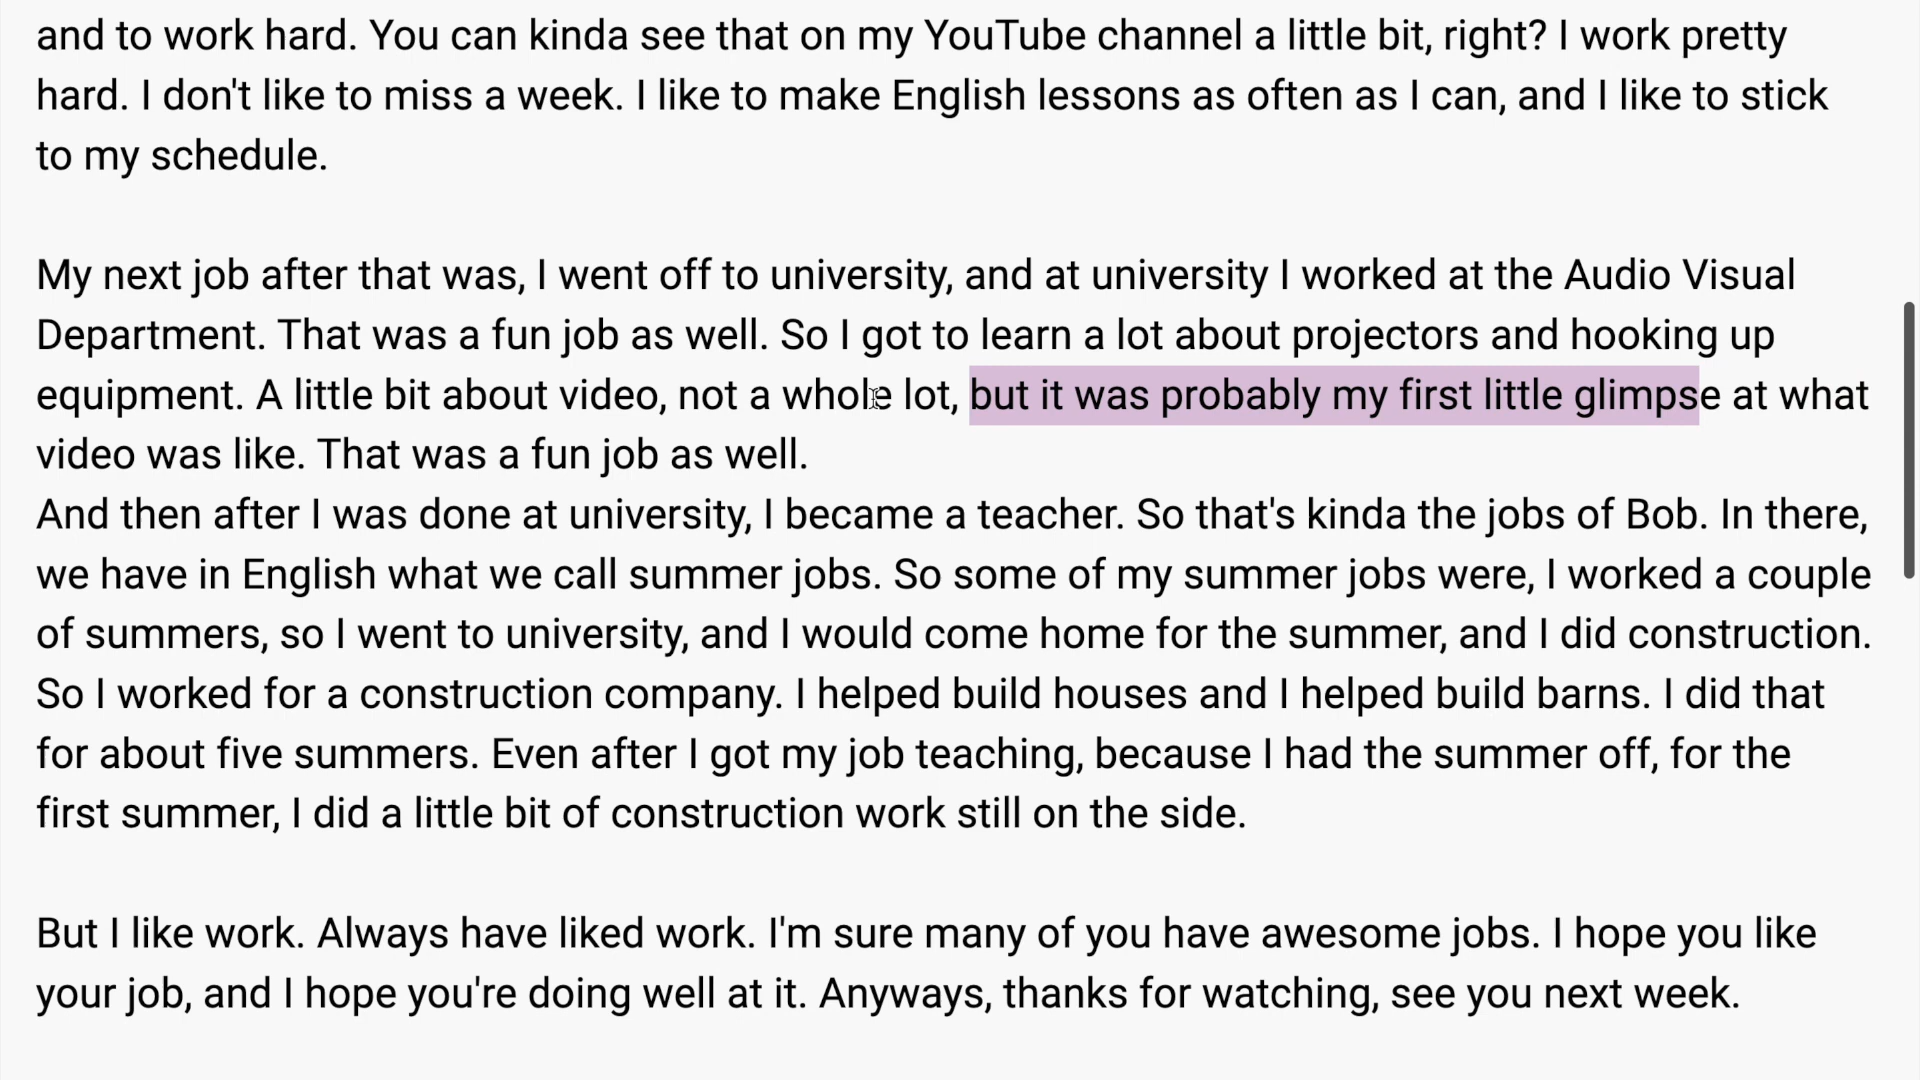 and to work hard. You can kinda see that on my YouTube channel a little bit, right? I work pretty
hard. I don't like to miss a week. I like to make English lessons as often as I can, and I like to stick
to my schedule.
My next job after that was, I went off to university, and at university I worked at the Audio Visual
Department. That was a fun job as well. So I got to learn a lot about projectors and hooking up
equipment. A little bit about video, not a whole lot, but it was probably my first little glimpse at what
video was like. That was a fun job as well.
And then after I was done at university, I became a teacher. So that's kinda the jobs of Bob. In there,
we have in English what we call summer jobs. So some of my summer jobs were, I worked a couple
of summers, so I went to university, and I would come home for the summer, and I did construction.
So I worked for a construction company. I helped build houses and I helped build barns. I did that
for about five summers. Even after I got my job teaching, because I had the summer off, for the
first summer, I did a little bit of construction work still on the side.
But I like work. Always have liked work. I'm sure many of you have awesome jobs. I hope you like
your job, and I hope you're doing well at it. Anyways, thanks for watching, see you next week.